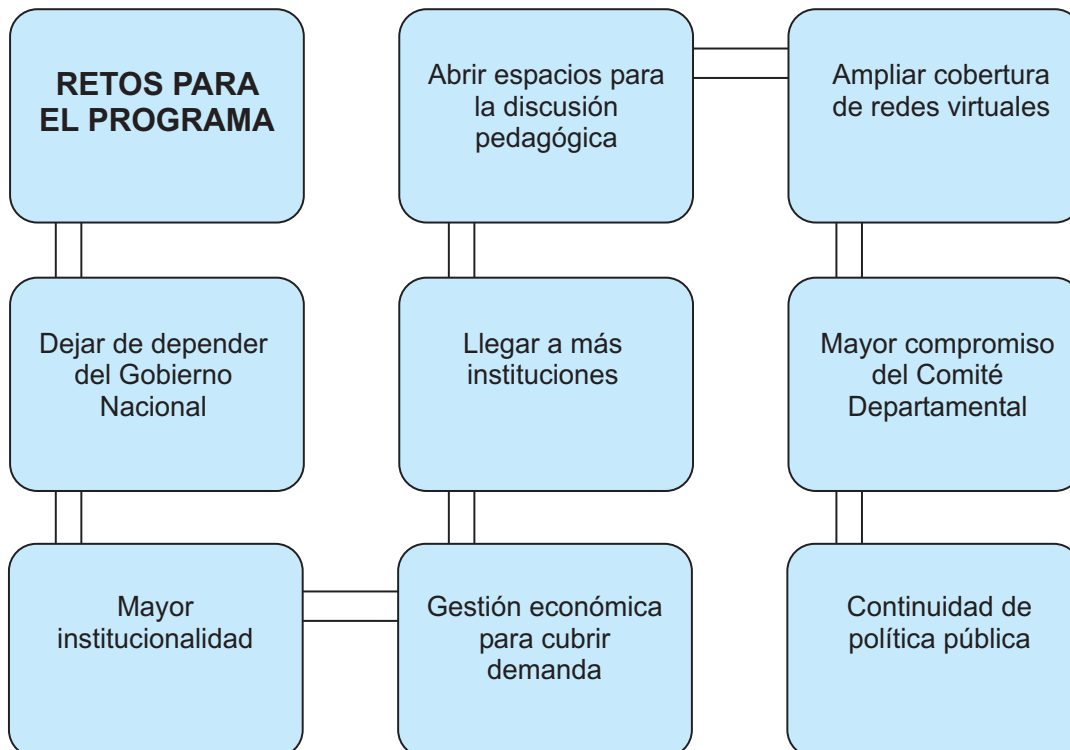 RETOS PARA
EL PROGRAMA
Dejar de depender
del Gobierno
Nacional
Mayor
institucionalidad
Gestión económica
para cubrir
demanda
Llegar a más
instituciones
Abrir espacios para
la discusión
pedagógica
Ampliar cobertura
de redes virtuales
Mayor compromiso
del Comité
Departamental
Continuidad de
política pública